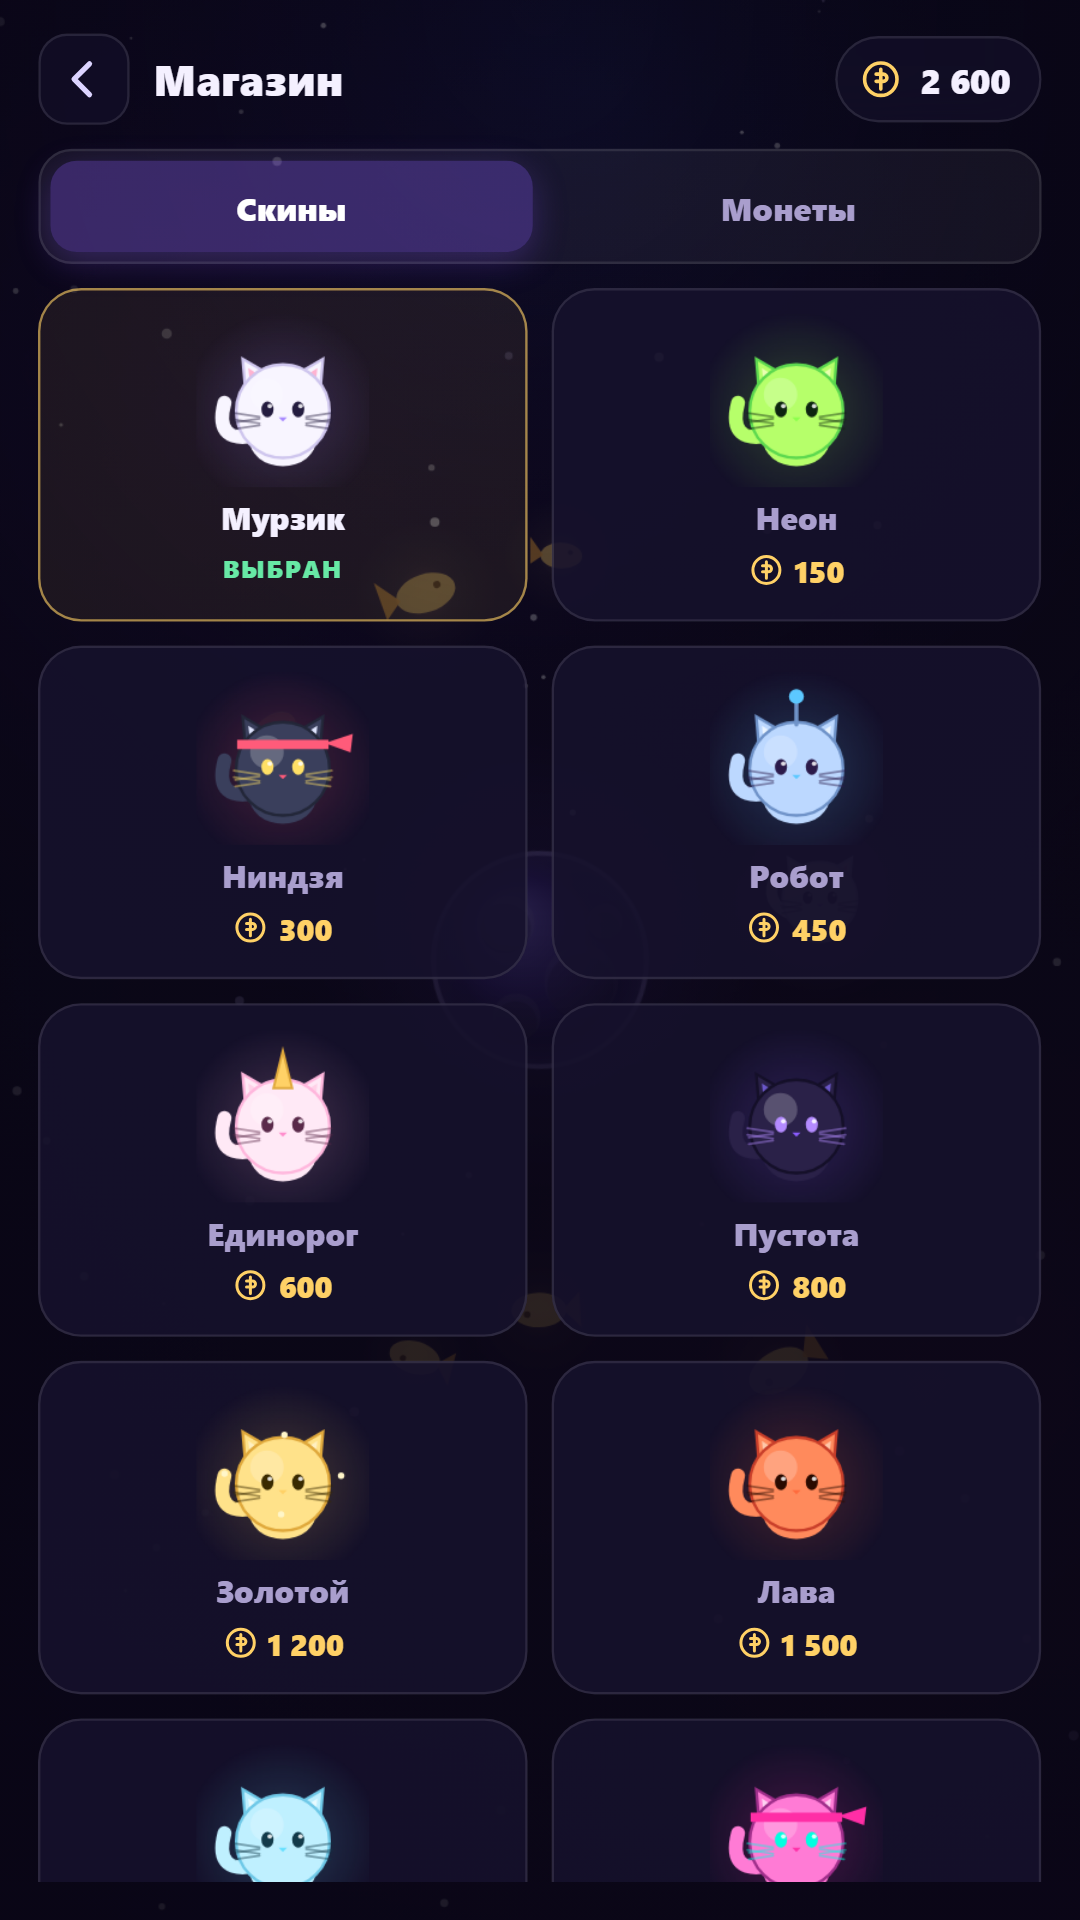 Магазин
2 600
Скины
Монеты
Мурзик
Неон
ВЫБРАН
150
Ниндзя
Робот
300
450
Единорог
Пустота
600
800
Золотой
Лава
1 200
1 500